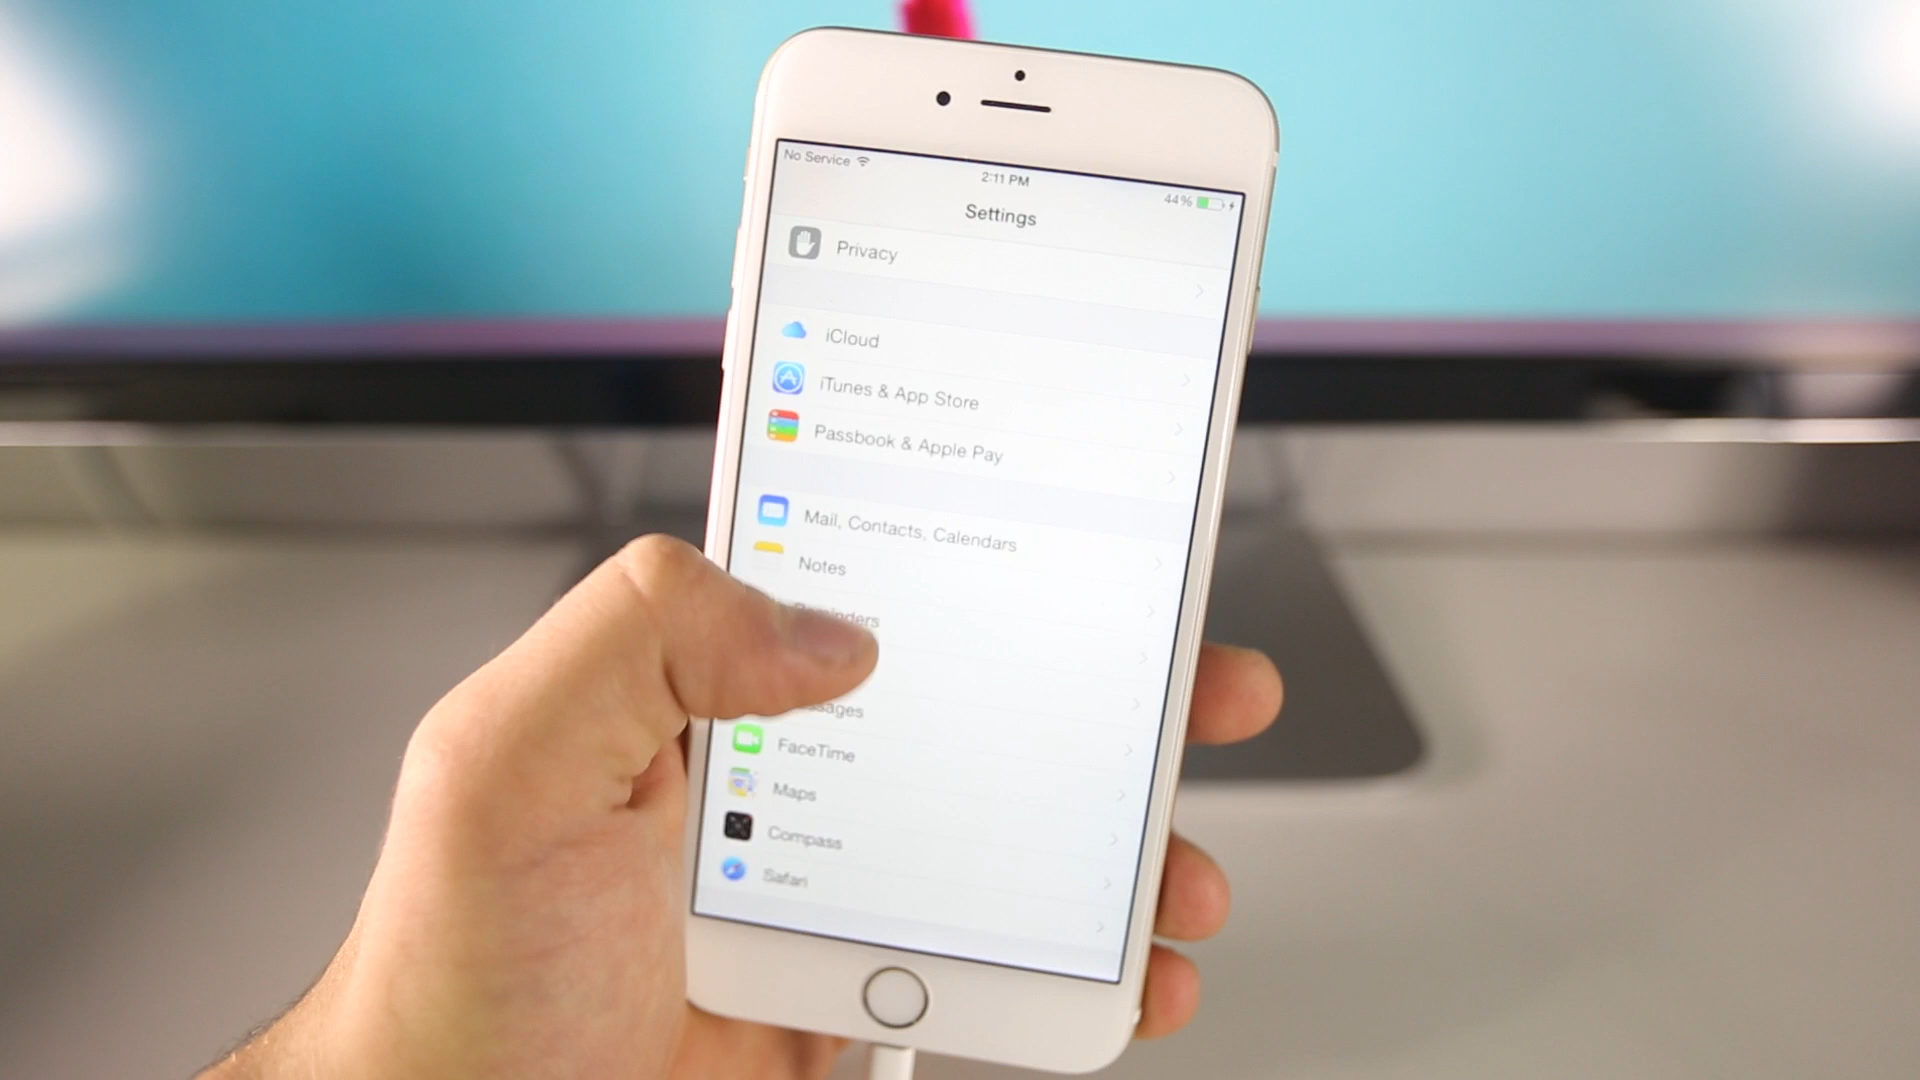 No Service
2:11 PM
44%
Settings
Privacy
iCloud
iTunes & App Store
Passbook & Apple Pay
Mail, Contacts, Calendars
Notes
Reminders
FaceTime
Maps
Compass
Safari